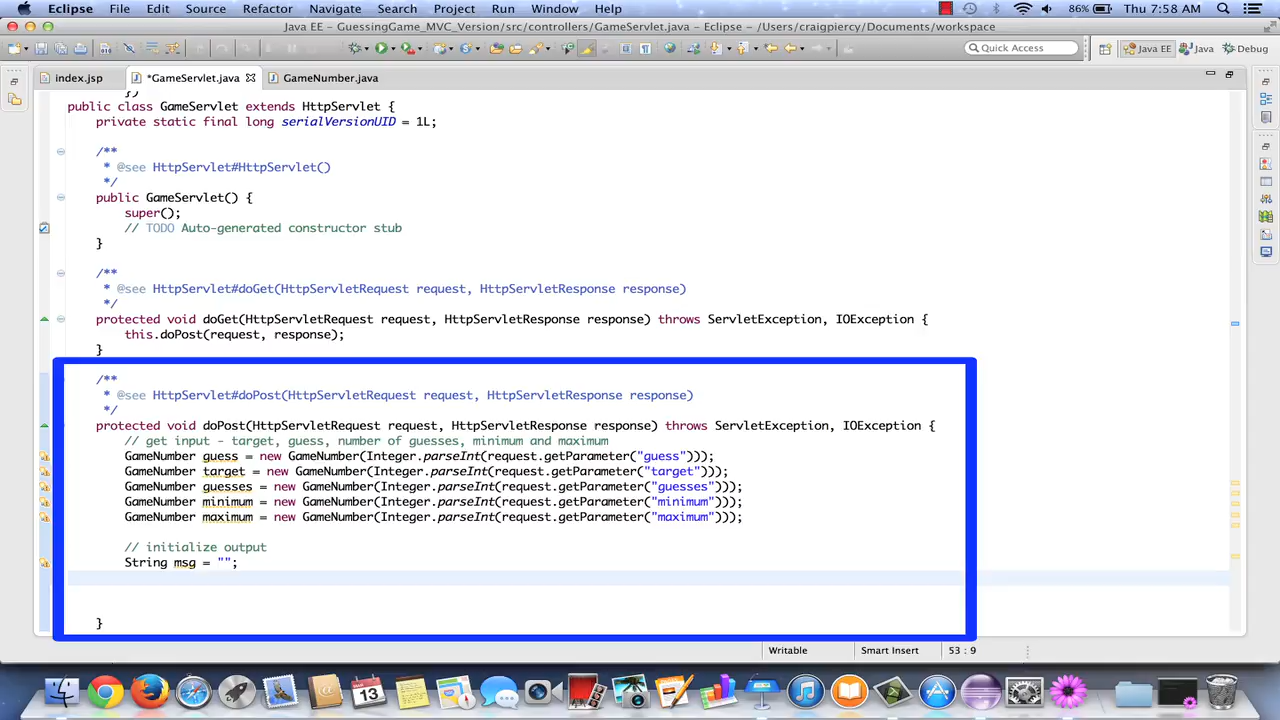 Eclipse File Edit Source Refactor Navigate Search Project Run Window Help 86% Thu 7:58 AM
Java EE - GuessingGame_MVC_Version/src/controllers/GameServlet.java - Eclipse - /Users/craigpiercy/Documents/workspace
Quick Access Java EE Java Debug
index.jsp *GameServlet.java GameNumber.java
})
public class GameServlet extends HttpServlet {
private static final long serialVersionUID = 1L;
/**
* @see HttpServlet#HttpServlet()
*/
public GameServlet() {
super();
// TODO Auto-generated constructor stub
}
/**
* @see HttpServlet#doGet(HttpServletRequest request, HttpServletResponse response)
*/
protected void doGet(HttpServletRequest request, HttpServletResponse response) throws ServletException, IOException {
this.doPost(request, response);
}
/**
* @see HttpServlet#doPost(HttpServletRequest request, HttpServletResponse response)
*/
protected void doPost(HttpServletRequest request, HttpServletResponse response) throws ServletException, IOException {
// get input - target, guess, number of guesses, minimum and maximum
GameNumber guess = new GameNumber(Integer.parseInt(request.getParameter("guess")));
GameNumber target = new GameNumber(Integer.parseInt(request.getParameter("target")));
GameNumber guesses = new GameNumber(Integer.parseInt(request.getParameter("guesses")));
GameNumber minimum = new GameNumber(Integer.parseInt(request.getParameter("minimum")));
GameNumber maximum = new GameNumber(Integer.parseInt(request.getParameter("maximum")));
// initialize output
String msg = "";
}
Writable Smart Insert 53 : 9
13